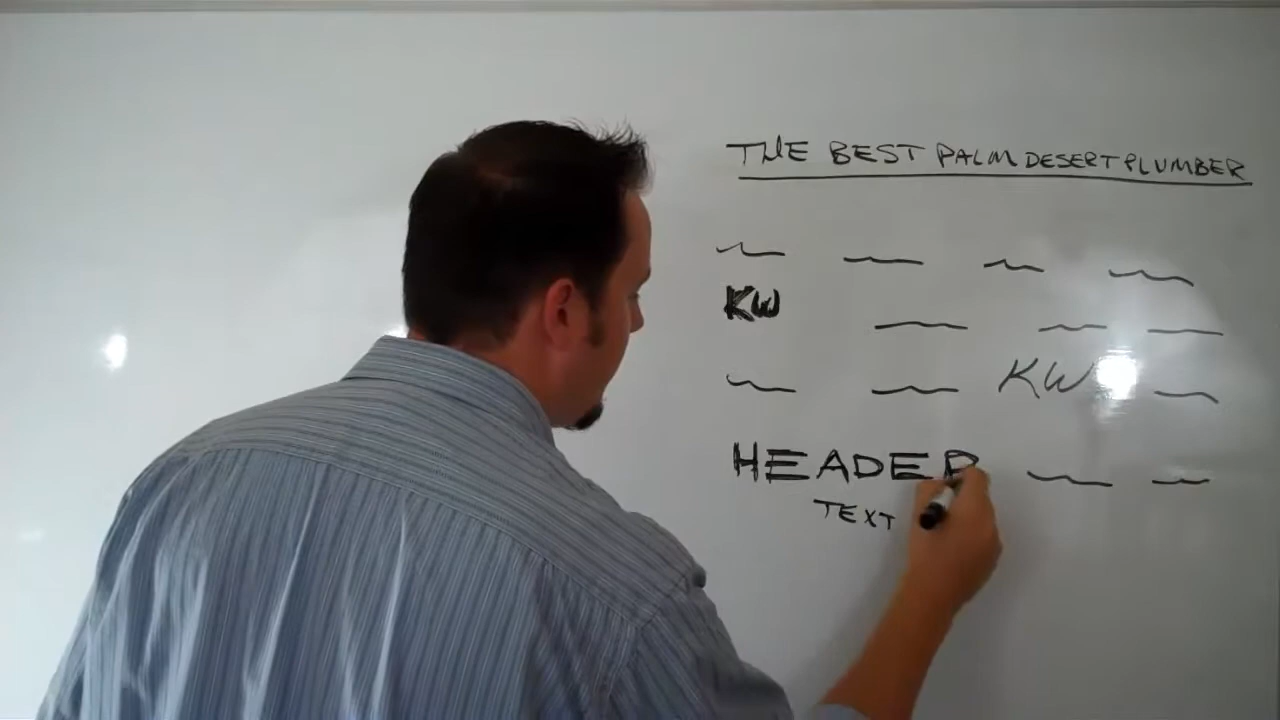 THE BEST PALM DESERT PLUMBER
KW
KW
HEADER
TEXT